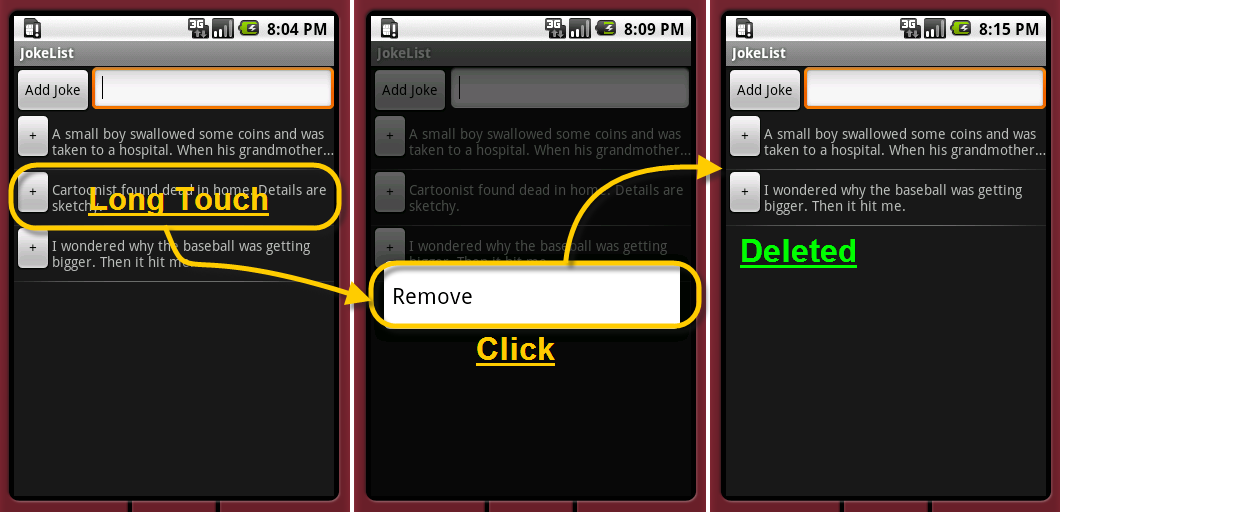 3G 8:04 PM
JokeList
Add Joke
+ A small boy swallowed some coins and was
taken to a hospital. When his grandmother...
+ Cartoonist found dead in home. Details are
sketchy.
Long Touch
+ I wondered why the baseball was getting
bigger. Then it hit me.
3G 8:09 PM
JokeList
Add Joke
+ A small boy swallowed some coins and was
taken to a hospital. When his grandmother...
+ Cartoonist found dead in home. Details are
sketchy.
+ I wondered why the baseball was getting
bigger. Then it hit me.
Remove
Click
3G 8:15 PM
JokeList
Add Joke
+ A small boy swallowed some coins and was
taken to a hospital. When his grandmother...
+ I wondered why the baseball was getting
bigger. Then it hit me.
Deleted